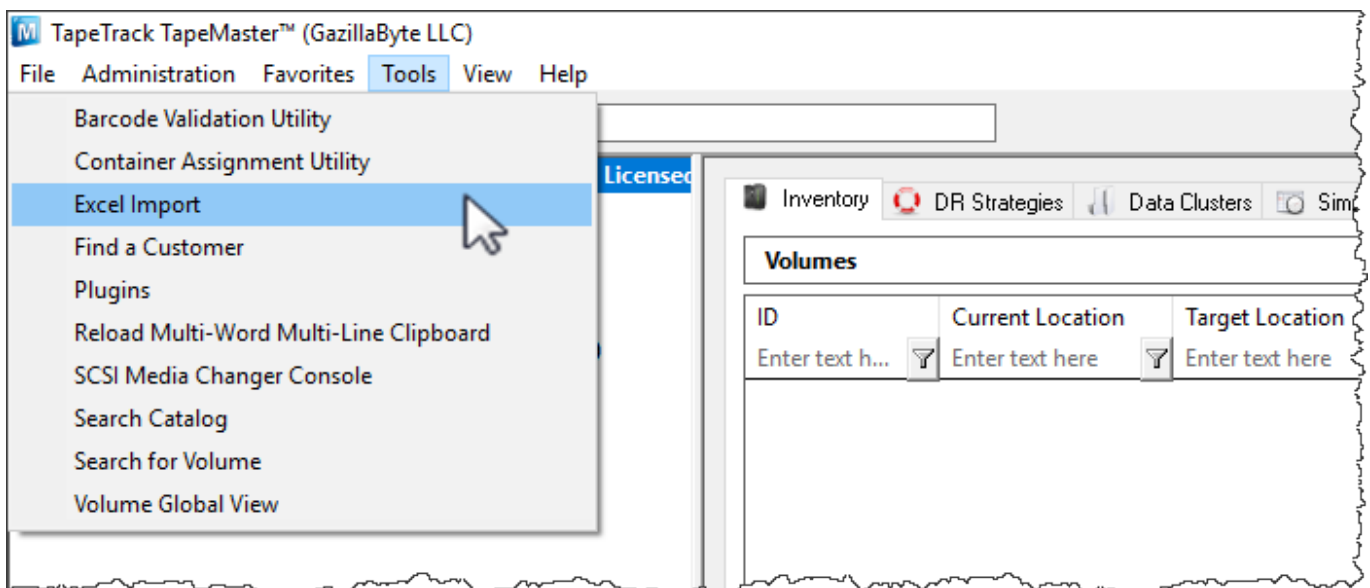 TapeTrack TapeMaster™ (GazillaByte LLC)
File Administration Favorites Tools View Help
Barcode Validation Utility
Container Assignment Utility
Excel Import
Find a Customer
Plugins
Reload Multi-Word Multi-Line Clipboard
SCSI Media Changer Console
Search Catalog
Search for Volume
Volume Global View
Licensed
Inventory DR Strategies Data Clusters
Volumes
ID Current Location Target Location
Enter text h... Enter text here Enter text here